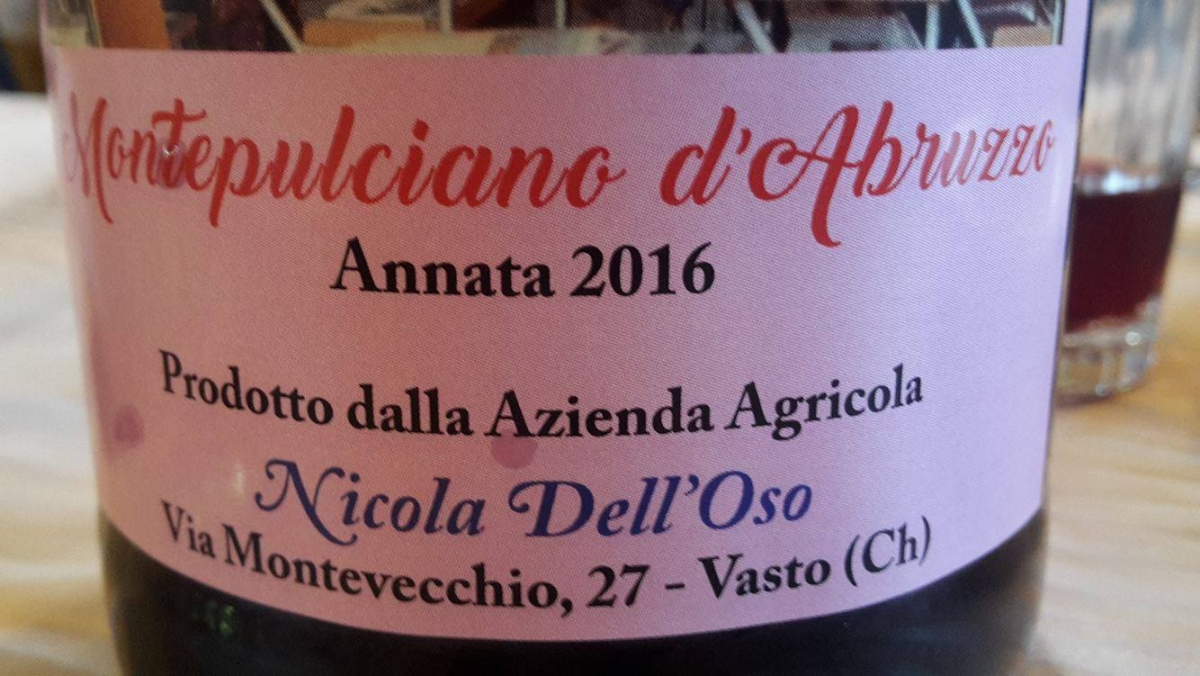 Montepulciano d'Abruzzo
Annata 2016
Prodotto dalla Azienda Agricola
Nicola Dell'Oso
Via Montevecchio, 27 - Vasto (Ch)